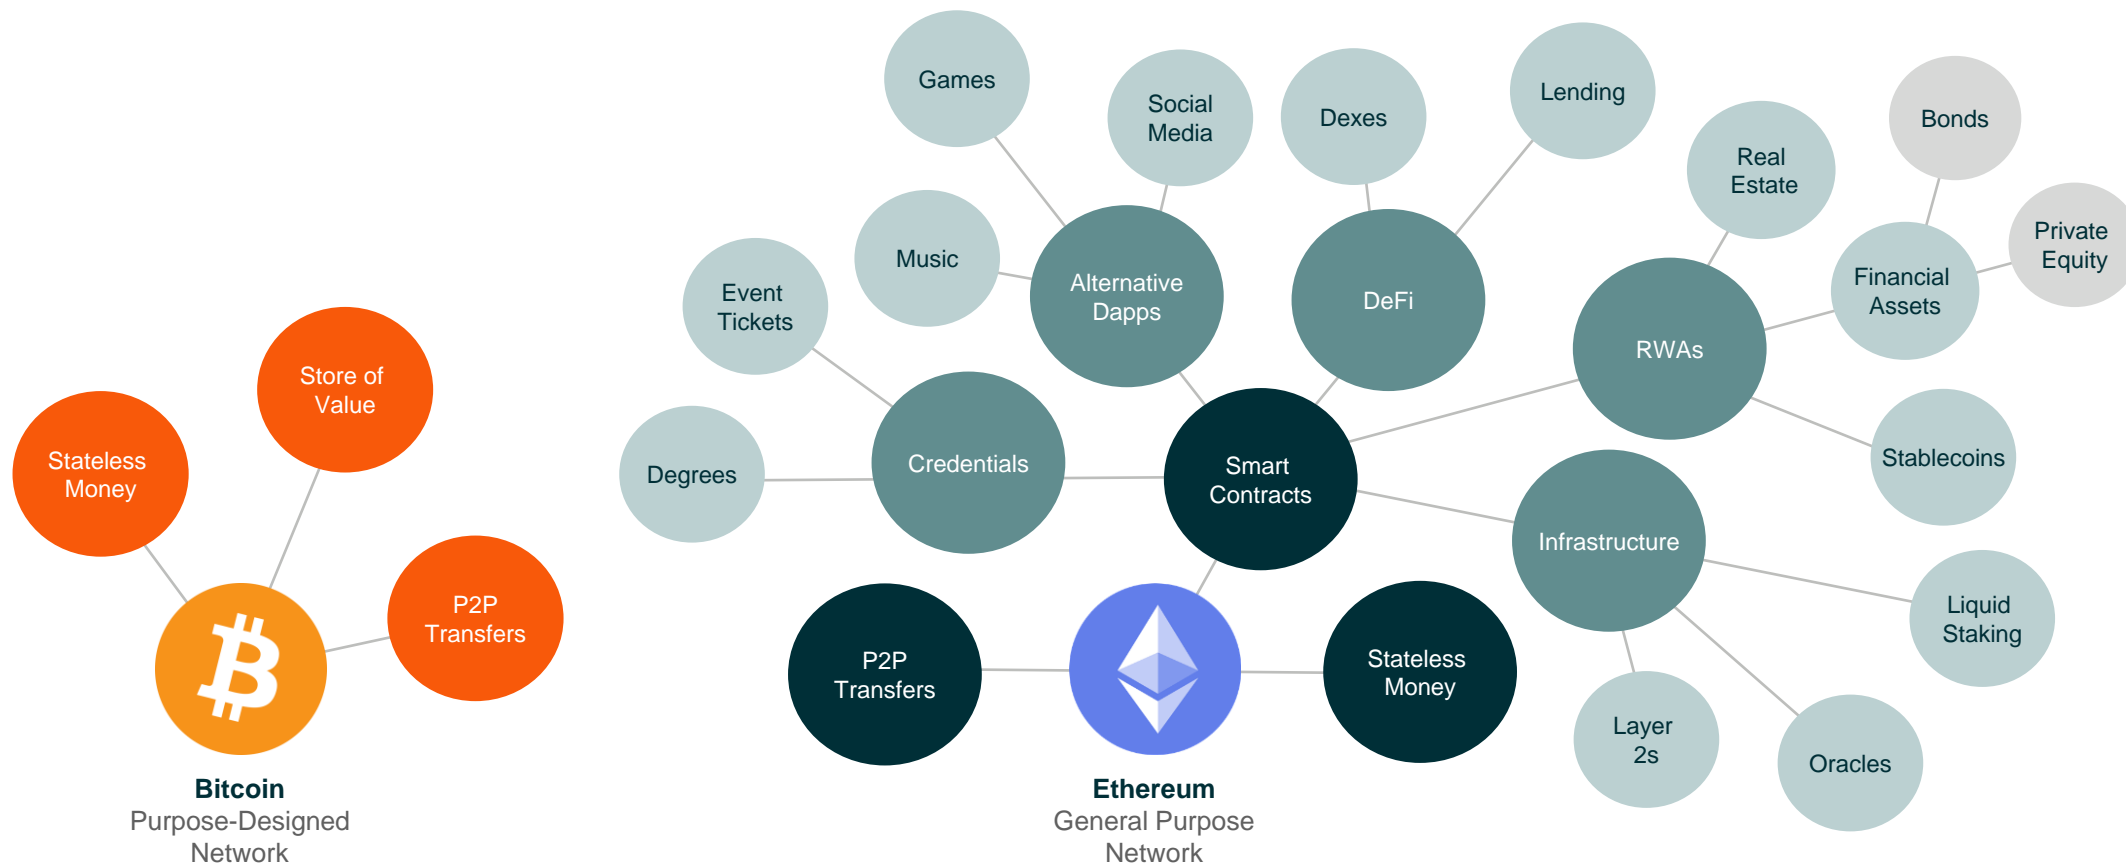 Games
Social
Media
Dexes
Lending
Bonds
Real
Estate
Private
Equity
Music
Alternative
Dapps
DeFi
Financial
Assets
Event
Tickets
RWAs
Store of
Value
Stateless
Money
Degrees
Credentials
Smart
Contracts
Stablecoins
Infrastructure
P2P
Transfers
P2P
Transfers
Stateless
Money
Liquid
Staking
Layer
2s
Oracles
Bitcoin
Purpose-Designed
Network
Ethereum
General Purpose
Network